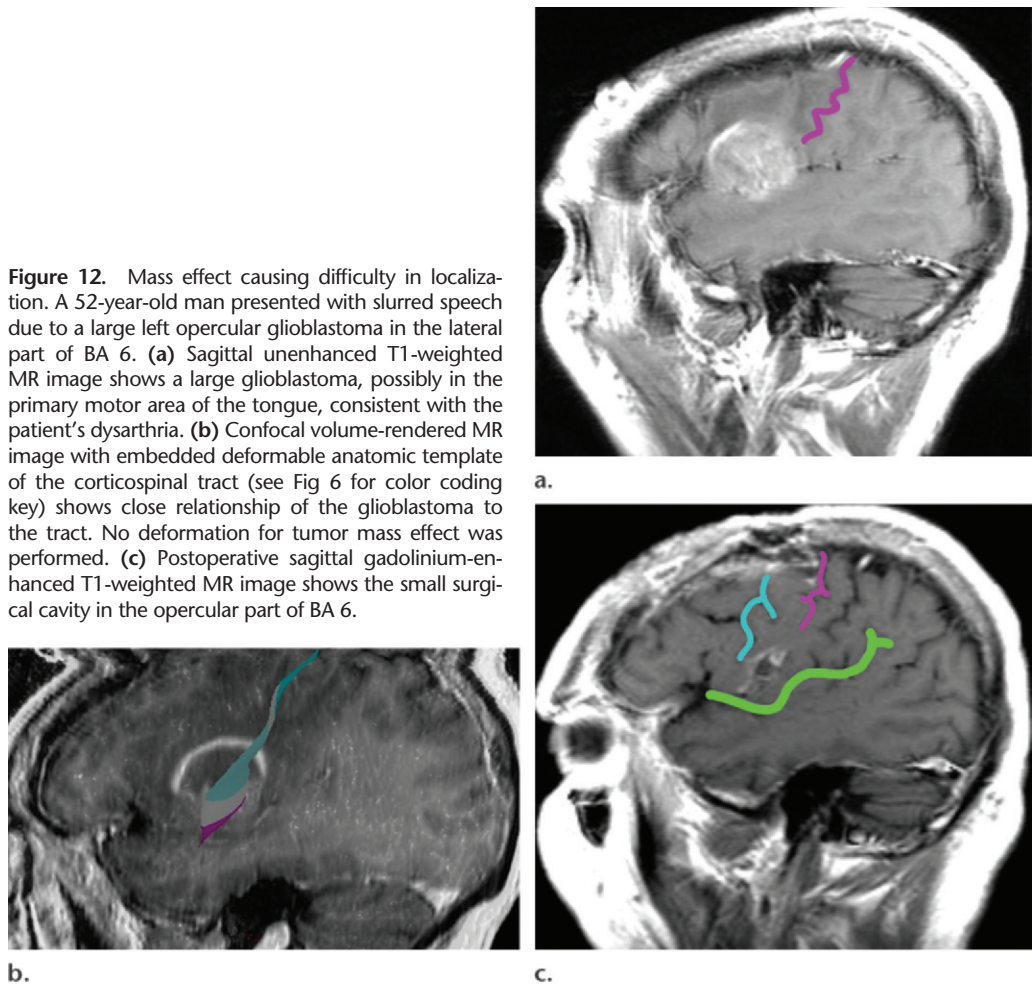 Figure 12. Mass effect causing difficulty in localiza-
tion. A 52-year-old man presented with slurred speech
due to a large left opercular glioblastoma in the lateral
part of BA 6. (a) Sagittal unenhanced T1-weighted
MR image shows a large glioblastoma, possibly in the
primary motor area of the tongue, consistent with the
patient's dysarthria. (b) Confocal volume-rendered MR
image with embedded deformable anatomic template
of the corticospinal tract (see Fig 6 for color coding
key) shows close relationship of the glioblastoma to
the tract. No deformation for tumor mass effect was
performed. (c) Postoperative sagittal gadolinium-en-
hanced T1-weighted MR image shows the small surgi-
cal cavity in the opercular part of BA 6.
a.
b.
c.